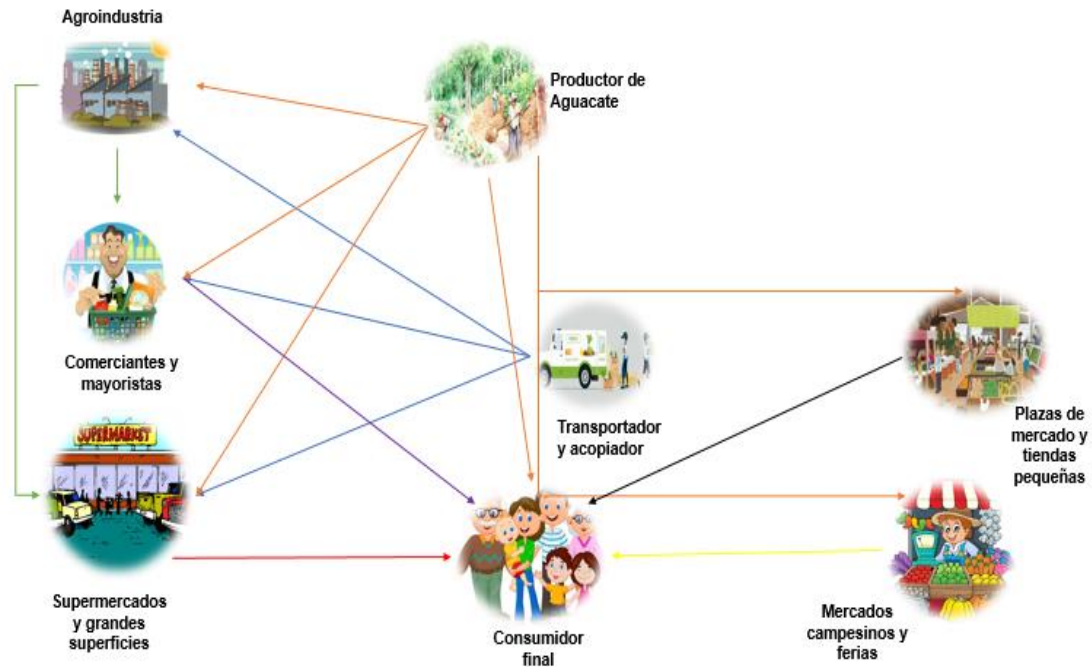 Agroindustria
Productor de
Aguacate
Comerciantes y
mayoristas
Transportador
y acopiador
Plazas de
mercado y
tiendas
pequeñas
SUPERMARKET
Supermercados
y grandes
superficies
Consumidor
final
Mercados
campesinos y
ferias